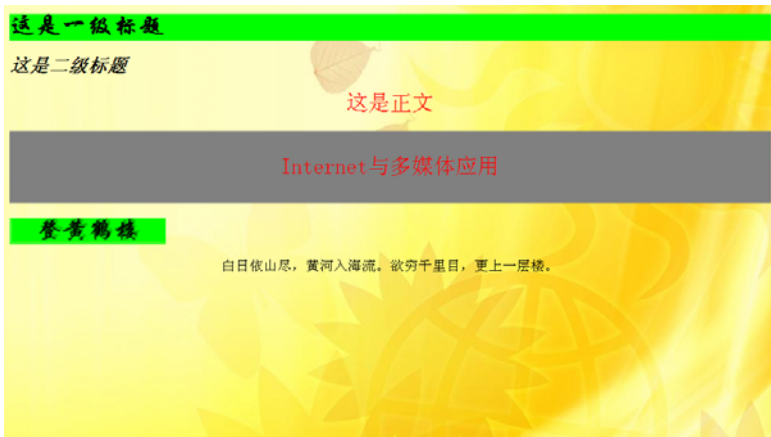 这是一级标题
这是二级标题
这是正文
Internet与多媒体应用
登黄鹤楼
白日依山尽，黄河入海流。欲穷千里目，更上一层楼。